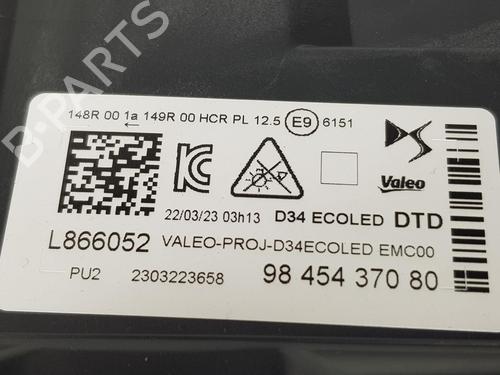 B-PARTS
148R 00 1a 149R 00 HCR PL 12.5 E9 6151
←
DS
Valeo
22/03/23 03h13 D34 ECOLED DTD
L866052 VALEO-PROJ-D34ECOLED EMC00
PU2 2303223658 98 454 370 80